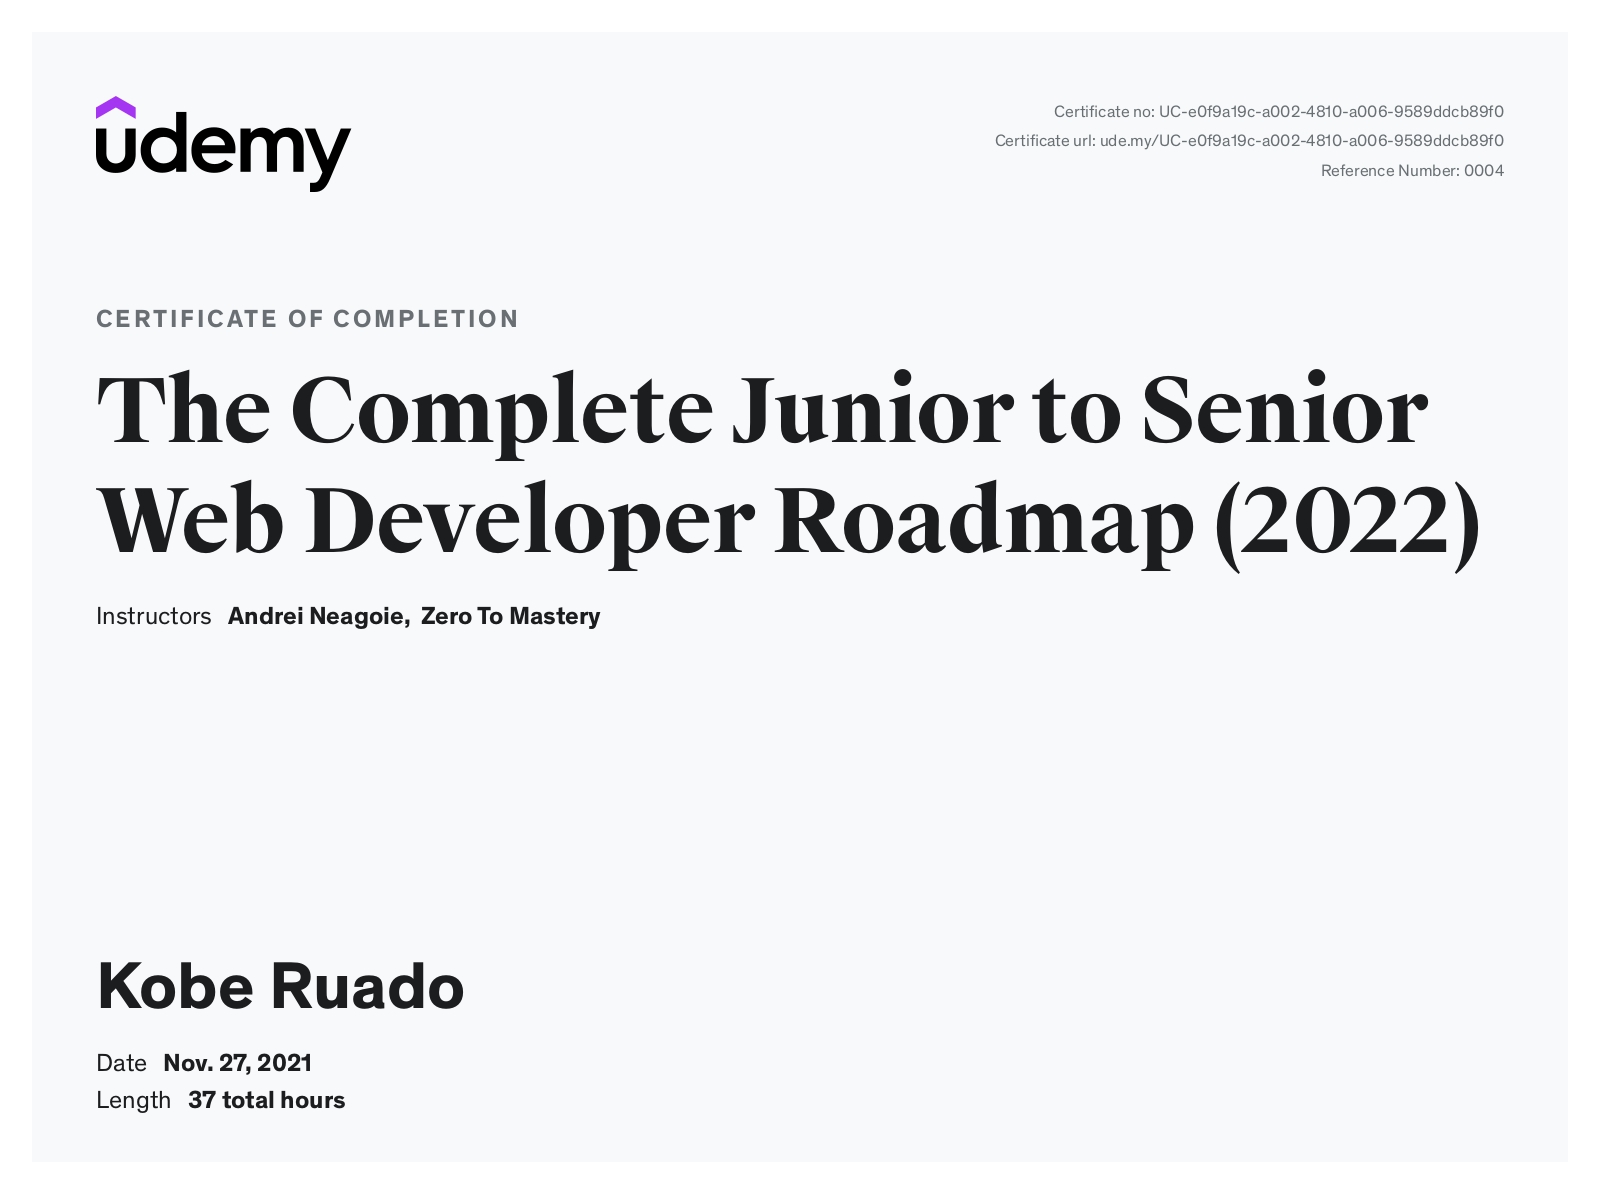 udemy
Certificate no: UC-e0f9a19c-a002-4810-a006-9589ddcb89f0
Certificate url: ude.my/UC-e0f9a19c-a002-4810-a006-9589ddcb89f0
Reference Number: 0004
CERTIFICATE OF COMPLETION
The Complete Junior to Senior
Web Developer Roadmap (2022)
Instructors Andrei Neagoie, Zero To Mastery
Kobe Ruado
Date Nov. 27, 2021
Length 37 total hours